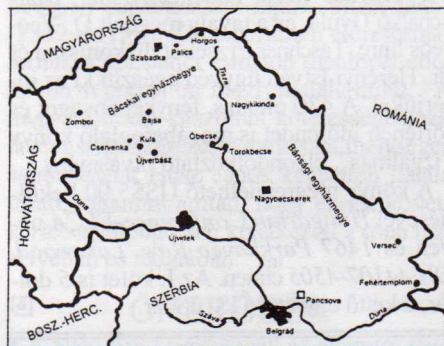 MAGYARORSZÁG
Horgos
Szabadka
Palics
Tisza
Bácskai egyházmegye
Nagykikinda
ROMÁNIA
Zombor
Bajsa
Kula
Cservenka
Újverbász
Óbecse
Törökbecse
Bánsági egyházmegye
HORVÁTORSZÁG
Nagybecskerek
Duna
Újvitek
Versec
Fehértemplom
SZERBIA
Pancsova
BOSZ.-HERC.
Száva
Belgrád
Duna